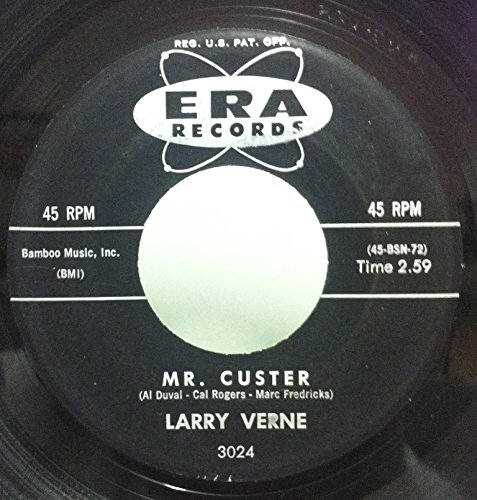 REG. U.S. PAT. OFF.
ERA
RECORDS
45 RPM
45 RPM
Bamboo Music, Inc.
(BMI)
(45-BSN-72)
Time 2.59
MR. CUSTER
(Al Duval - Cal Rogers - Marc Fredricks)
LARRY VERNE
3024